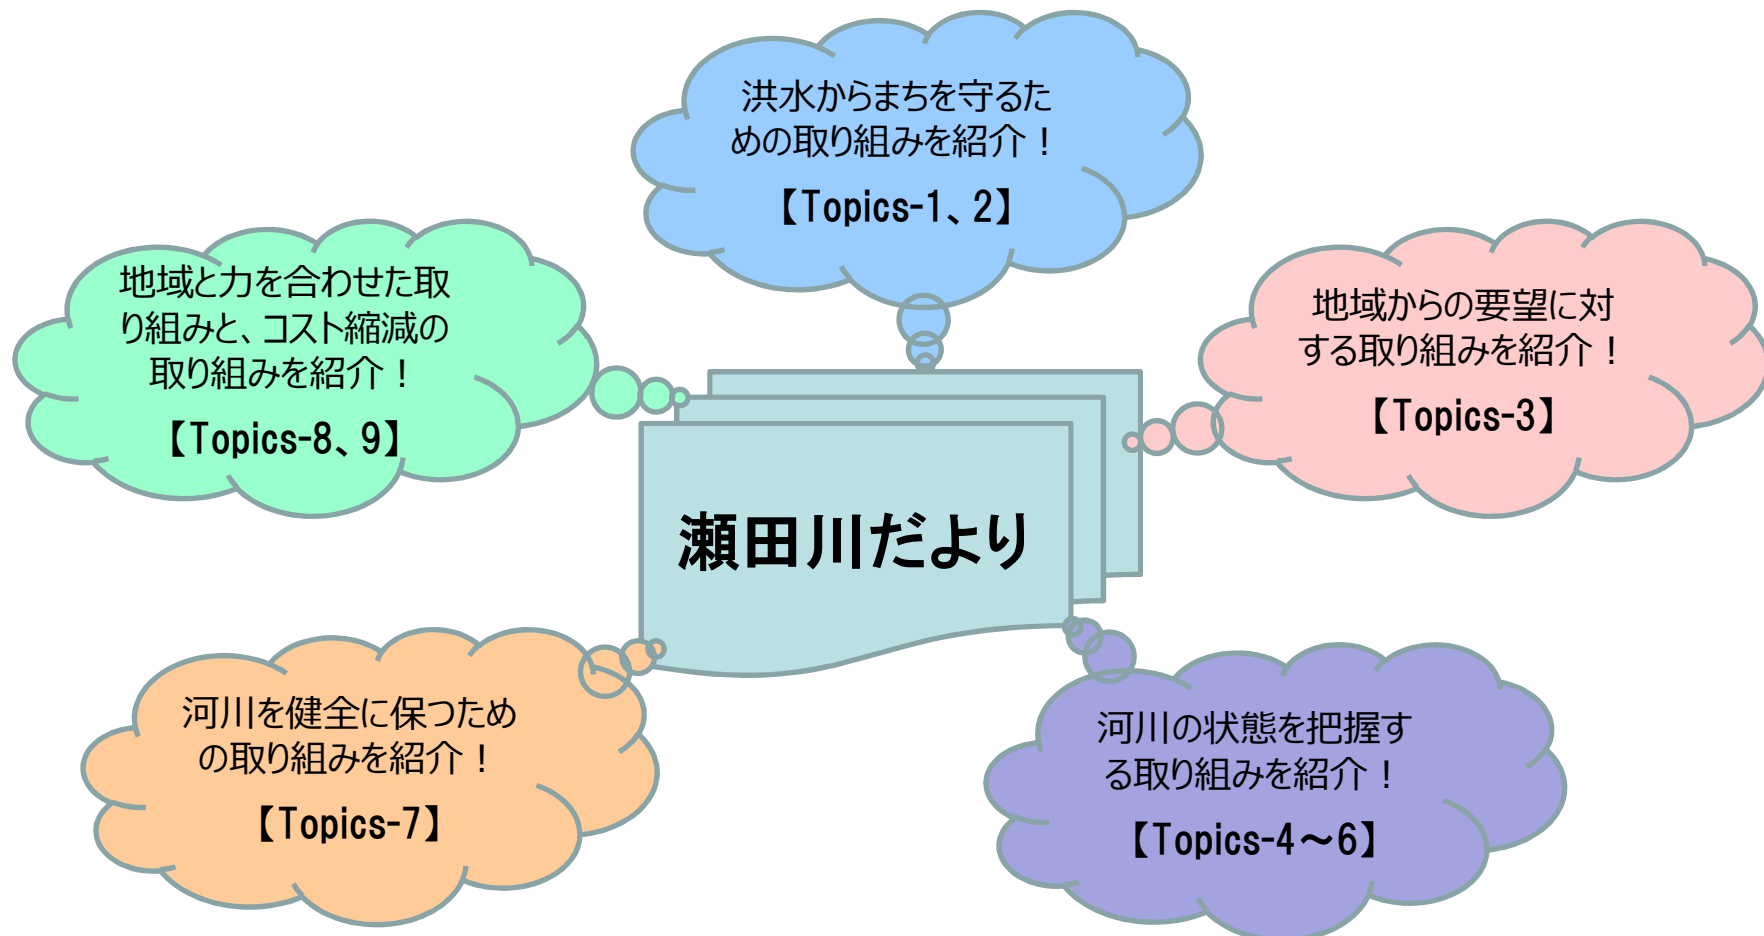 洪水からまちを守るた
めの取り組みを紹介！
【Topics-1、2】
地域と力を合わせた取
り組みと、コスト縮減の
取り組みを紹介！
【Topics-8、9】
地域からの要望に対
する取り組みを紹介！
【Topics-3】
瀬田川だより
河川を健全に保つため
の取り組みを紹介！
【Topics-7】
河川の状態を把握す
る取り組みを紹介！
【Topics-4～6】